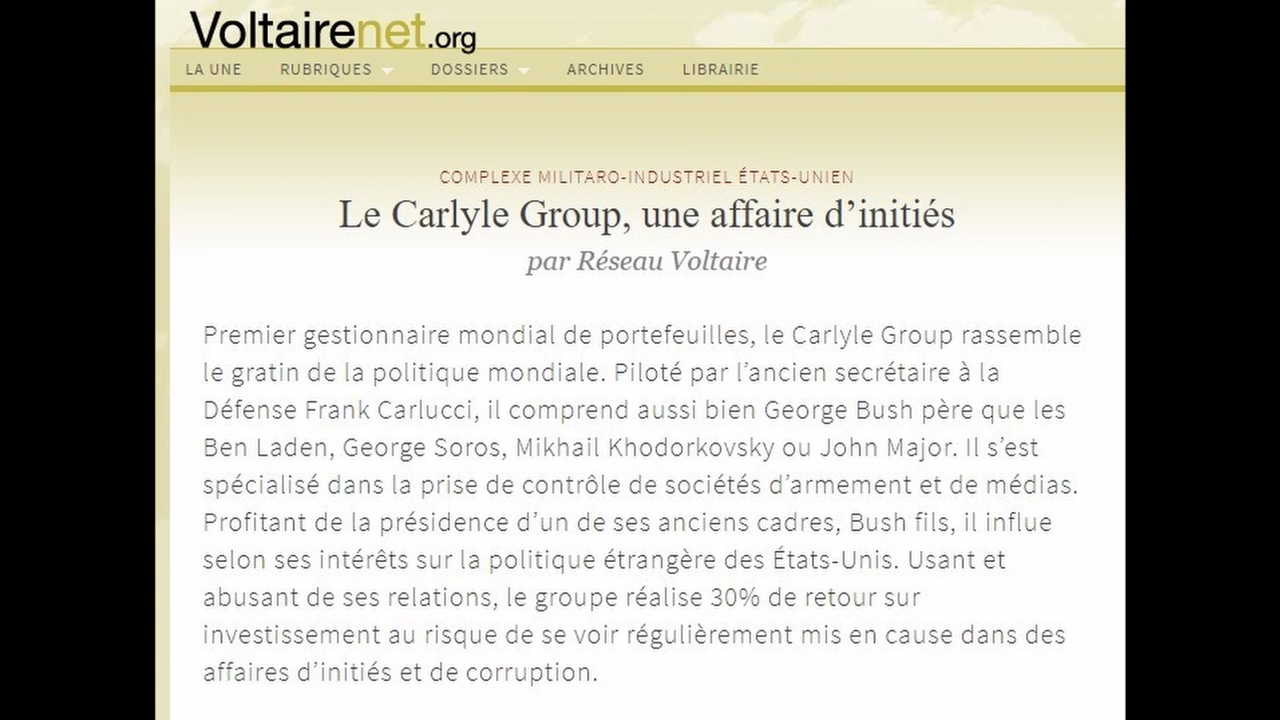 Voltairenet.org
LA UNE RUBRIQUES DOSSIERS ARCHIVES LIBRAIRIE
COMPLEXE MILITARO-INDUSTRIEL ÉTATS-UNIEN
Le Carlyle Group, une affaire d’initiés
par Réseau Voltaire
Premier gestionnaire mondial de portefeuilles, le Carlyle Group rassemble
le gratin de la politique mondiale. Piloté par l’ancien secrétaire à la
Défense Frank Carlucci, il comprend aussi bien George Bush père que les
Ben Laden, George Soros, Mikhail Khodorkovsky ou John Major. Il s’est
spécialisé dans la prise de contrôle de sociétés d’armement et de médias.
Profitant de la présidence d’un de ses anciens cadres, Bush fils, il influe
selon ses intérêts sur la politique étrangère des États-Unis. Usant et
abusant de ses relations, le groupe réalise 30% de retour sur
investissement au risque de se voir régulièrement mis en cause dans des
affaires d’initiés et de corruption.